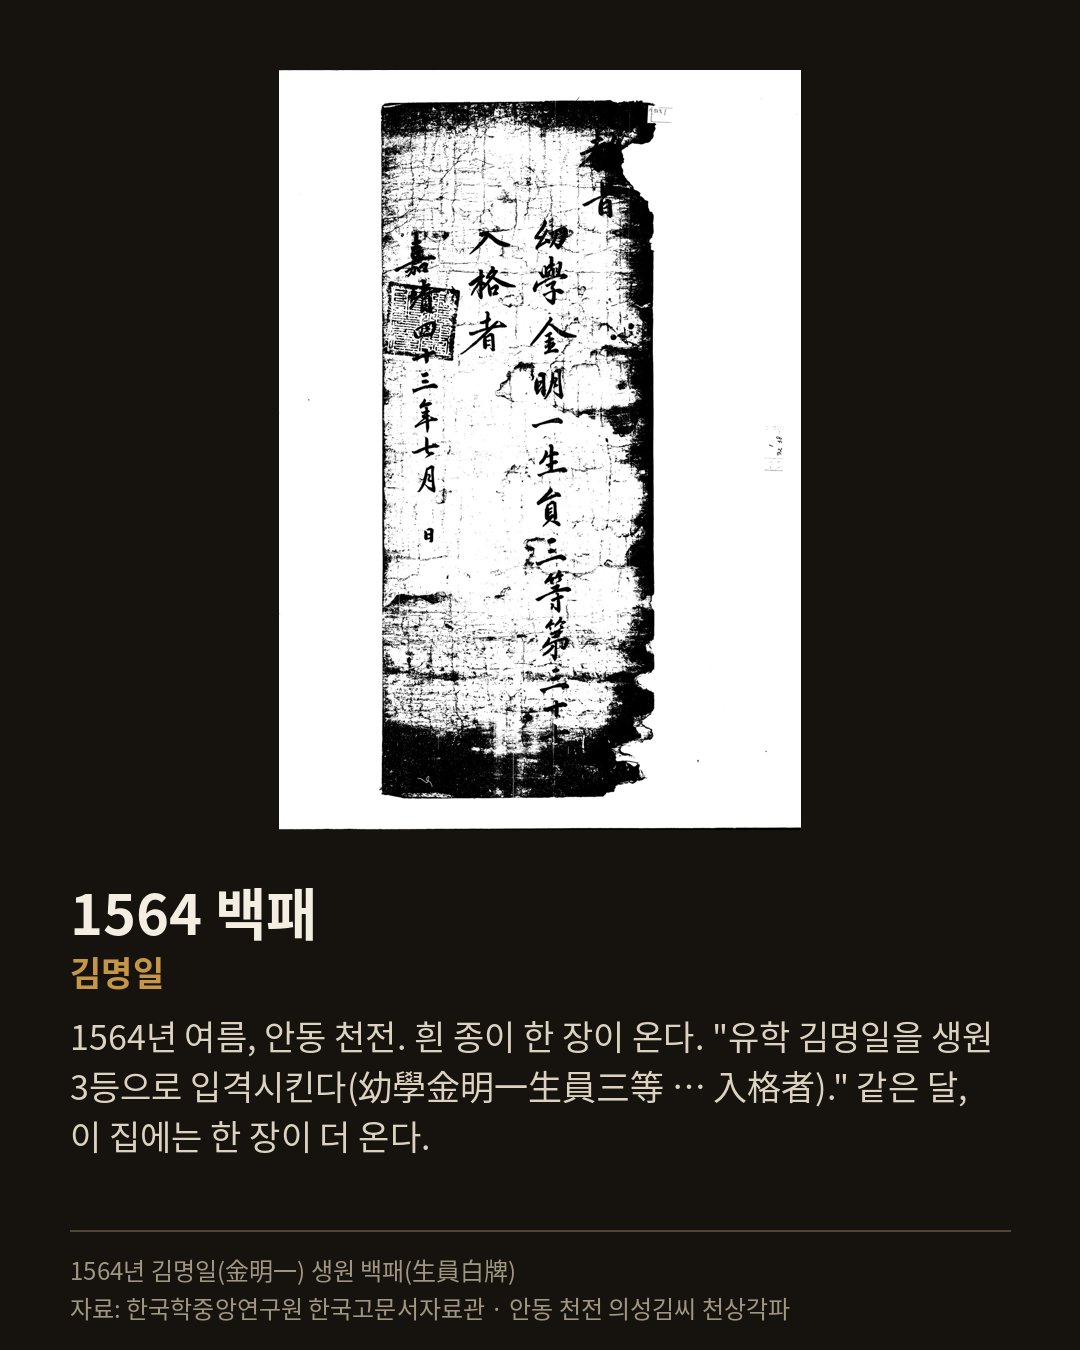 敎
旨
幼學金明一生員三等第三十
入格者
嘉靖四十三年七月 日
1564 백패
김명일
1564년 여름, 안동 천전. 흰 종이 한 장이 온다. "유학 김명일을 생원
3등으로 입격시킨다(幼學金明一生員三等 … 入格者)." 같은 달,
이 집에는 한 장이 더 온다.
1564년 김명일(金明一) 생원 백패(生員白牌)
자료: 한국학중앙연구원 한국고문서자료관 · 안동 천전 의성김씨 천상각파